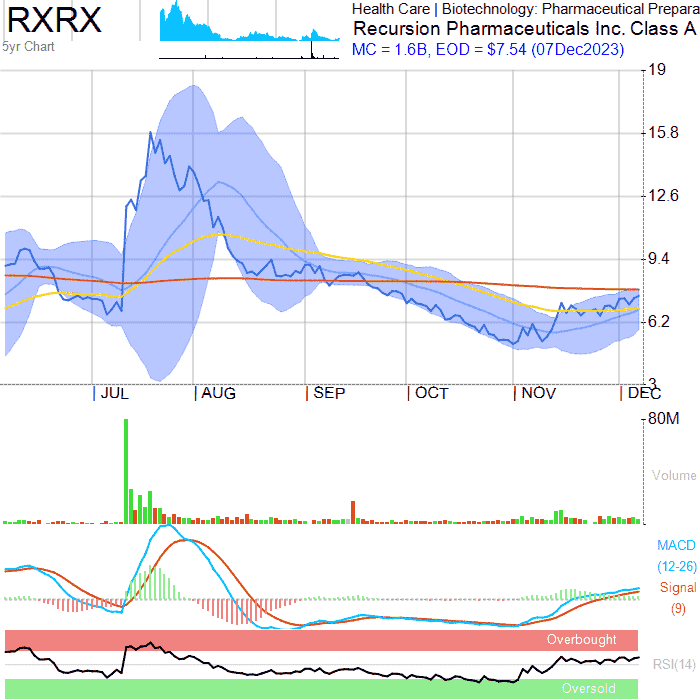 RXRX
5yr Chart
Health Care | Biotechnology: Pharmaceutical Prepara
Recursion Pharmaceuticals Inc. Class A
MC = 1.6B, EOD = $7.54 (07Dec2023)
19
15.8
12.6
9.4
6.2
3
JUL AUG SEP OCT NOV DEC
80M
Volume
MACD
(12-26)
Signal
(9)
Overbought
RSI(14)
Oversold